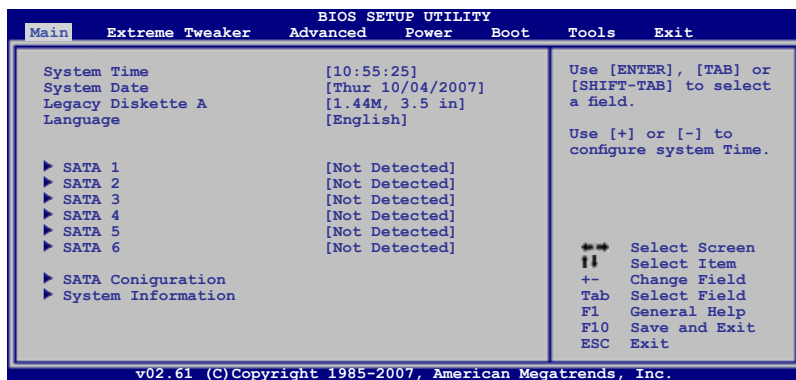 BIOS SETUP UTILITY
Main Extreme Tweaker Advanced Power Boot Tools Exit
System Time [10:55:25]
System Date [Thur 10/04/2007]
Legacy Diskette A [1.44M, 3.5 in]
Language [English]
SATA 1 [Not Detected]
SATA 2 [Not Detected]
SATA 3 [Not Detected]
SATA 4 [Not Detected]
SATA 5 [Not Detected]
SATA 6 [Not Detected]
SATA Coniguration
System Information
Use [ENTER], [TAB] or
[SHIFT-TAB] to select
a field.
Use [+] or [-] to
configure system Time.
Select Screen
Select Item
+- Change Field
Tab Select Field
F1 General Help
F10 Save and Exit
ESC Exit
v02.61 (C)Copyright 1985-2007, American Megatrends, Inc.